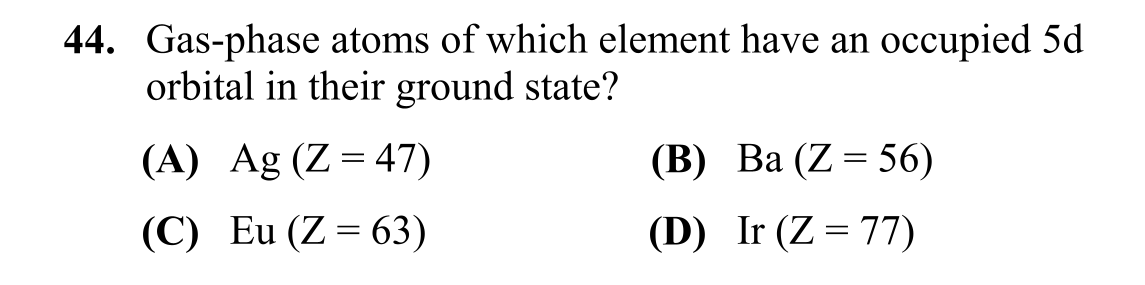 44. Gas-phase atoms of which element have an occupied 5d
orbital in their ground state?
(A) Ag (Z = 47) (B) Ba (Z = 56)
(C) Eu (Z = 63) (D) Ir (Z = 77)